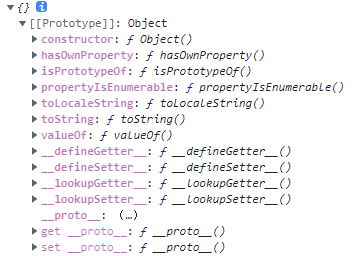 {} i
[[Prototype]]: Object
constructor: ƒ Object()
hasOwnProperty: ƒ hasOwnProperty()
isPrototypeOf: ƒ isPrototypeOf()
propertyIsEnumerable: ƒ propertyIsEnumerable()
toLocaleString: ƒ toLocaleString()
toString: ƒ toString()
valueOf: ƒ valueOf()
__defineGetter__: ƒ __defineGetter__()
__defineSetter__: ƒ __defineSetter__()
__lookupGetter__: ƒ __lookupGetter__()
__lookupSetter__: ƒ __lookupSetter__()
__proto__: (…)
get __proto__: ƒ __proto__()
set __proto__: ƒ __proto__()